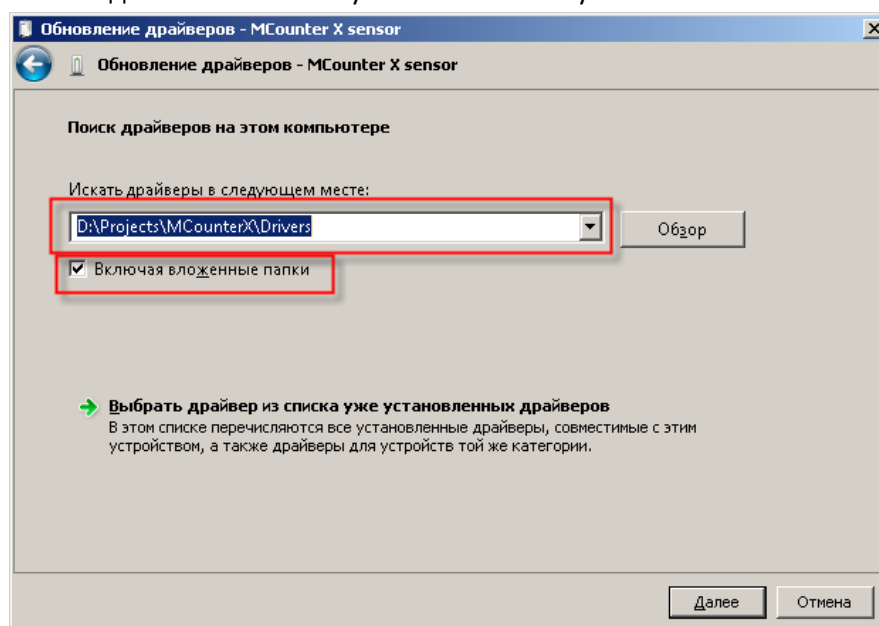 Обновление драйверов - MCounter X sensor
Обновление драйверов - MCounter X sensor
Поиск драйверов на этом компьютере
Искать драйверы в следующем месте:
D:\Projects\MCounterX\Drivers
Обзор
Включая вложенные папки
Выбрать драйвер из списка уже установленных драйверов
В этом списке перечисляются все установленные драйверы, совместимые с этим
устройством, а также драйверы для устройств той же категории.
Далее Отмена